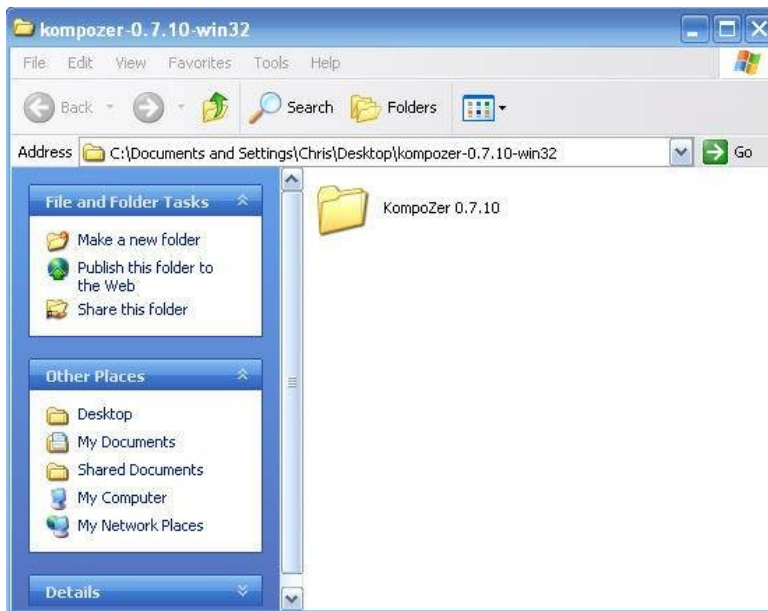 kompozer-0.7.10-win32
File Edit View Favorites Tools Help
Back Search Folders
Address C:\Documents and Settings\Chris\Desktop\kompozer-0.7.10-win32 Go
File and Folder Tasks
Make a new folder
Publish this folder to
the Web
Share this folder
Other Places
Desktop
My Documents
Shared Documents
My Computer
My Network Places
Details
KompoZer 0.7.10